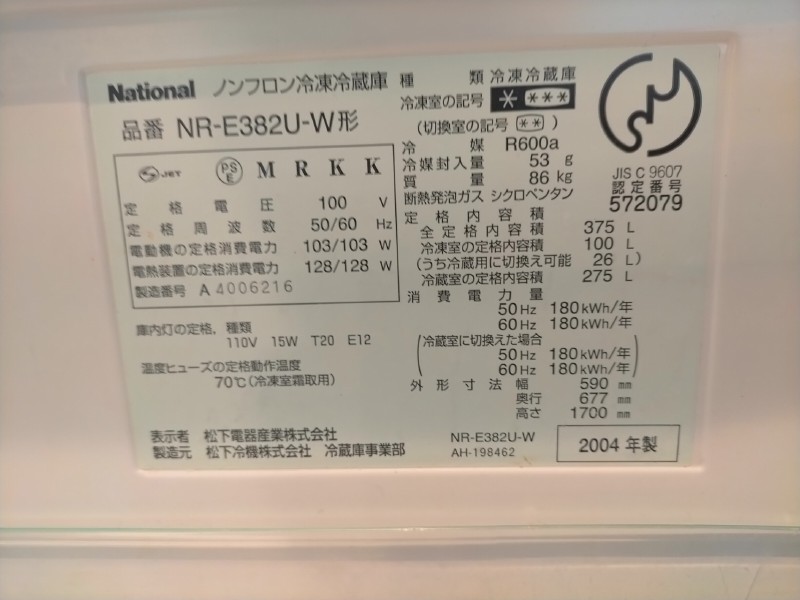 National ノンフロン冷凍冷蔵庫
品番 NR-E382U-W形
JET PSE M R K K
定格電圧 100 V
定格周波数 50/60 Hz
電動機の定格消費電力 103/103 W
電熱装置の定格消費電力 128/128 W
製造番号 A 4006216
庫内灯の定格、種類
110V 15W T20 E12
温度ヒューズの定格動作温度
70℃(冷凍室霜取用)
表示者 松下電器産業株式会社
製造元 松下冷機株式会社 冷蔵庫事業部
種類 冷凍冷蔵庫
冷凍室の記号 * ***
(切換室の記号 ** )
冷媒 R600a
冷媒封入量 53 g
質量 86 kg
断熱発泡ガス シクロペンタン
定格内容積
全定格内容積 375 L
冷凍室の定格内容積 100 L
(うち冷蔵用に切換え可能 26 L)
冷蔵室の定格内容積 275 L
消費電力量
50Hz 180kWh/年
60Hz 180kWh/年
(冷蔵室に切換えた場合
50Hz 180kWh/年
60Hz 180kWh/年)
外形寸法 幅 590 mm
奥行 677 mm
高さ 1700 mm
NR-E382U-W
AH-198462
2004年製
JIS C 9607
認定番号
572079